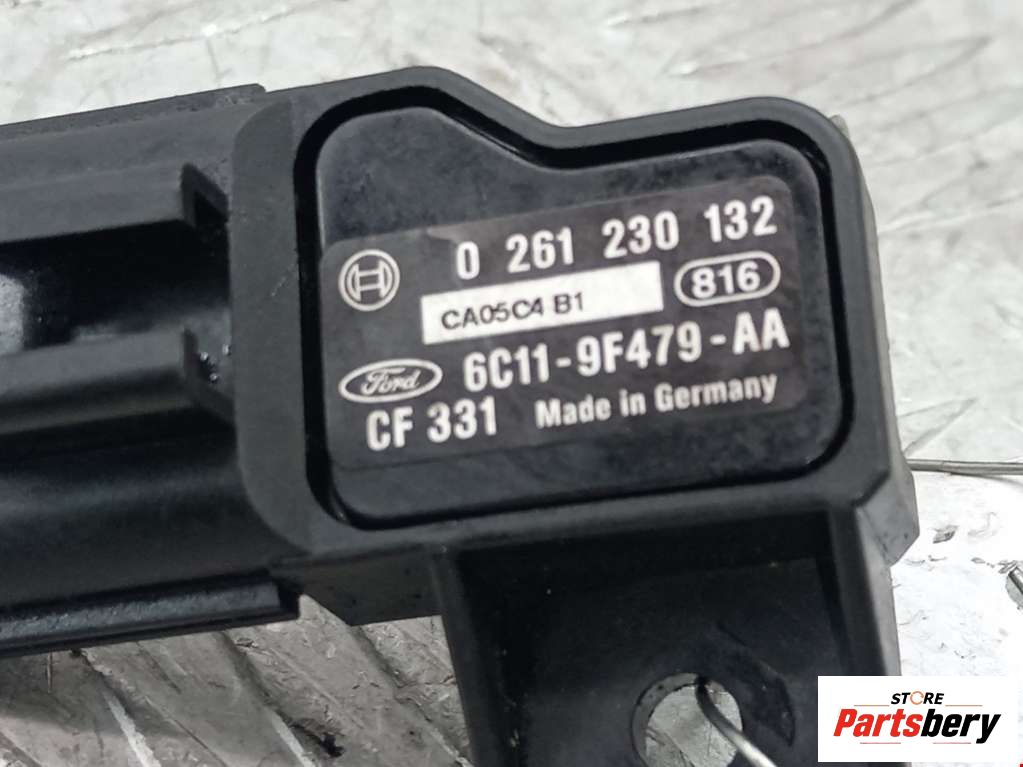 0 261 230 132
CA05C4 B1
816
Ford 6C11-9F479-AA
CF 331 Made in Germany
STORE
Partsbery